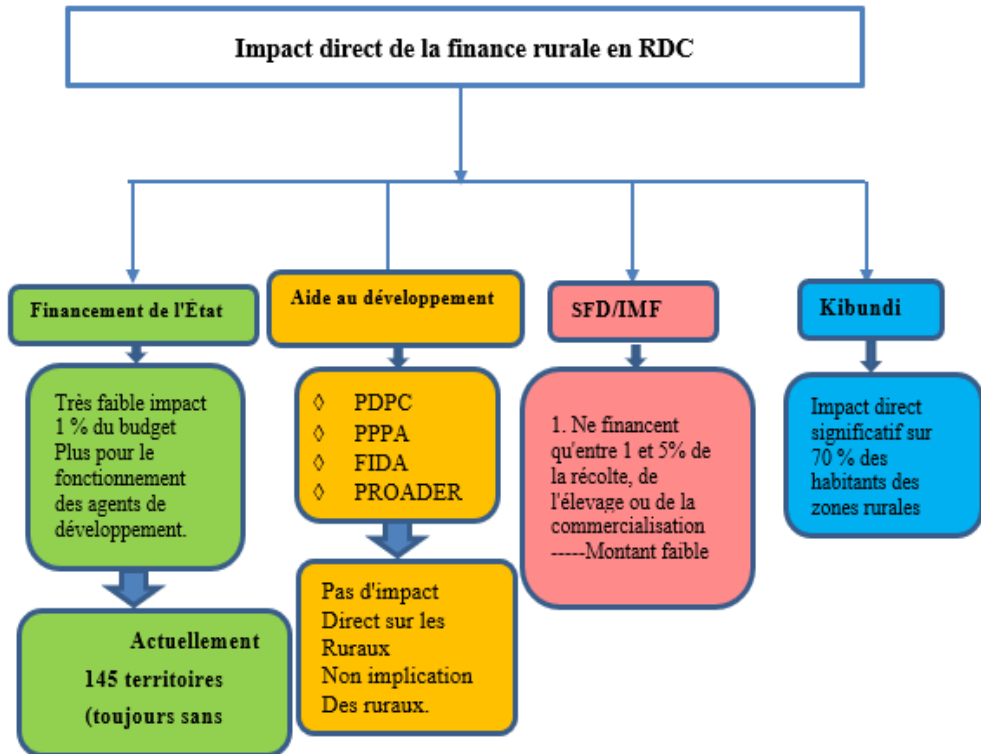 Impact direct de la finance rurale en RDC
Financement de l'État
Très faible impact
1 % du budget
Plus pour le
fonctionnement
des agents de
développement.
Actuellement
145 territoires
(toujours sans
Aide au développement
◊ PDPC
◊ PPPA
◊ FIDA
◊ PROADER
Pas d'impact
Direct sur les
Ruraux
Non implication
Des ruraux.
SFD/IMF
1. Ne financent
qu'entre 1 et 5% de
la récolte, de
l'élevage ou de la
commercialisation
-----Montant faible
Kibundi
Impact direct
significatif sur
70 % des
habitants des
zones rurales